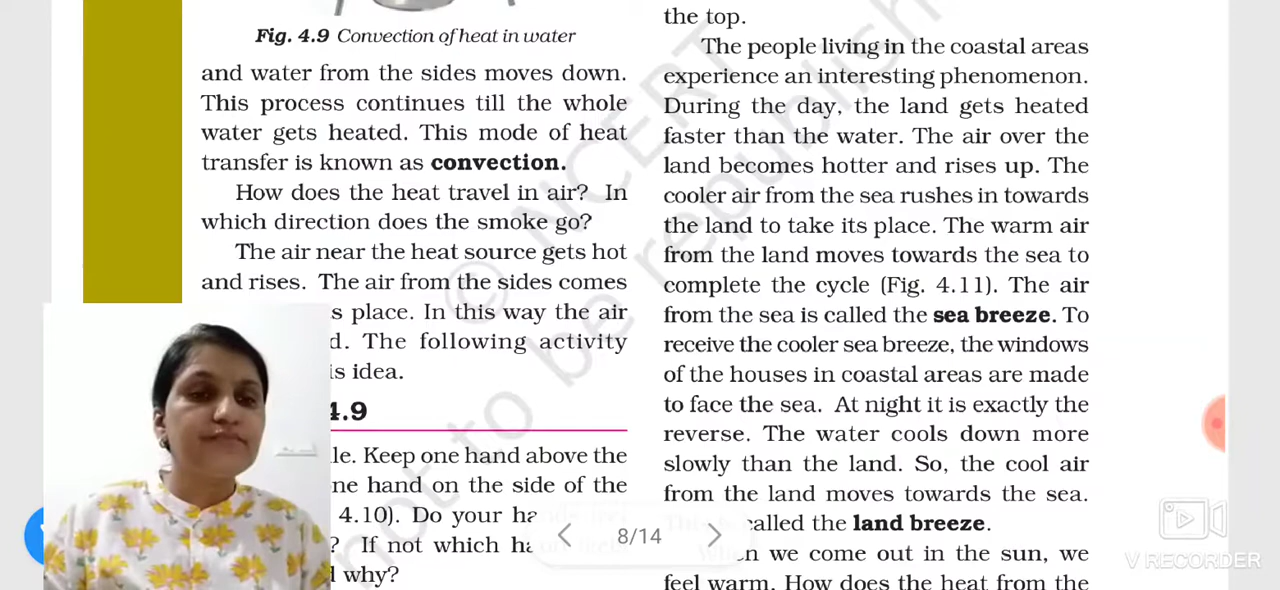 Fig. 4.9 Convection of heat in water
and water from the sides moves down.
This process continues till the whole
water gets heated. This mode of heat
transfer is known as convection.
How does the heat travel in air? In
which direction does the smoke go?
The air near the heat source gets hot
and rises. The air from the sides comes
s place. In this way the air
d. The following activity
is idea.
4.9
le. Keep one hand above the
ne hand on the side of the
4.10). Do your
? If not which
why?
the top.
The people living in the coastal areas
experience an interesting phenomenon.
During the day, the land gets heated
faster than the water. The air over the
land becomes hotter and rises up. The
cooler air from the sea rushes in towards
the land to take its place. The warm air
from the land moves towards the sea to
complete the cycle (Fig. 4.11). The air
from the sea is called the sea breeze. To
receive the cooler sea breeze, the windows
of the houses in coastal areas are made
to face the sea. At night it is exactly the
reverse. The water cools down more
slowly than the land. So, the cool air
from the land moves towards the sea.
called the land breeze.
we come out in the sun, we
feel warm. How does the heat from the
8/14
© NCERT
not to be republish
V RECORDER